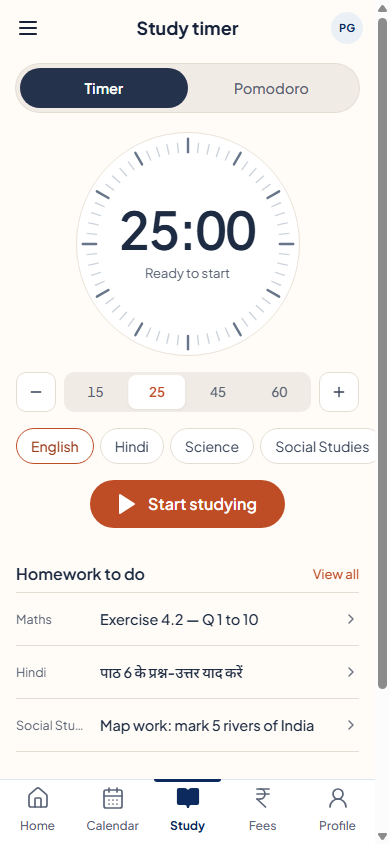 Study timer
PG
Timer
Pomodoro
25:00
Ready to start
15
25
45
60
English
Hindi
Science
Social Studies
Start studying
Homework to do
View all
Maths
Exercise 4.2 — Q 1 to 10
Hindi
पाठ 6 के प्रश्न-उत्तर याद करें
Social Stu...
Map work: mark 5 rivers of India
Home
Calendar
Study
Fees
Profile